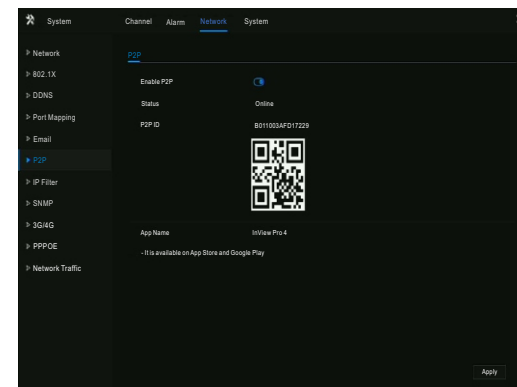 System
Channel Alarm Network System
Network
802.1X
DDNS
Port Mapping
Email
P2P
IP Filter
SNMP
3G/4G
PPPOE
Network Traffic
P2P
Enable P2P
Status Online
P2P ID B011003AFD17229
App Name InView Pro 4
- It is available on App Store and Google Play
Apply